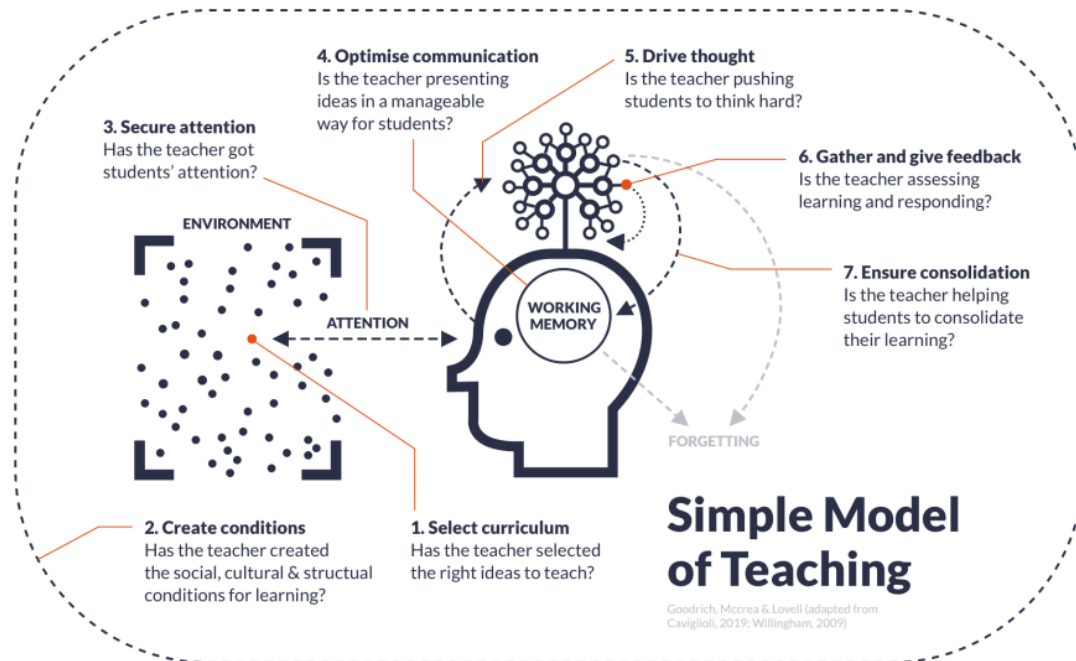 4. Optimise communication
Is the teacher presenting
ideas in a manageable
way for students?
5. Drive thought
Is the teacher pushing
students to think hard?
3. Secure attention
Has the teacher got
students' attention?
6. Gather and give feedback
Is the teacher assessing
learning and responding?
ENVIRONMENT
7. Ensure consolidation
Is the teacher helping
students to consolidate
their learning?
ATTENTION
WORKING
MEMORY
FORGETTING
2. Create conditions
Has the teacher created
the social, cultural & structual
conditions for learning?
1. Select curriculum
Has the teacher selected
the right ideas to teach?
Simple Model
of Teaching
Goodrich, Mccrea & Lovell (adapted from
Caviglioli, 2019; Willingham, 2009)